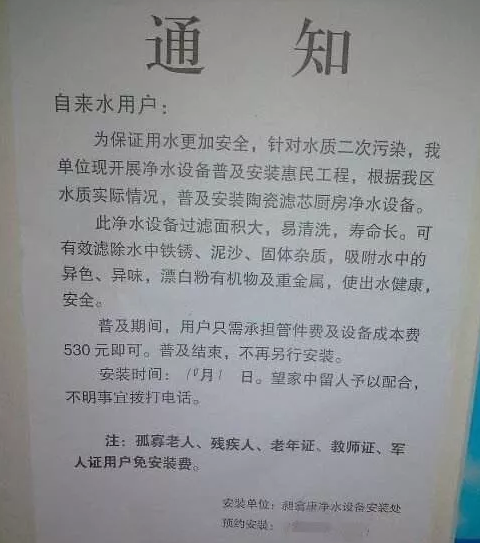 通 知
自来水用户：
为保证用水更加安全，针对水质二次污染，我
单位现开展净水设备普及安装惠民工程，根据我区
水质实际情况，普及安装陶瓷滤芯厨房净水设备。
此净水设备过滤面积大，易清洗，寿命长。可
有效滤除水中铁锈、泥沙、固体杂质，吸附水中的
异色、异味，漂白粉有机物及重金属，使出水健康，
安全。
普及期间，用户只需承担管件费及设备成本费
530 元即可。普及结束，不再另行安装。
安装时间： 月 日。望家中留人予以配合，
不明事宜拨打电话。
注：孤寡老人、残疾人、老年证、教师证、军
人证用户免安装费。
安装单位：昶翕康净水设备安装处
预约安装：